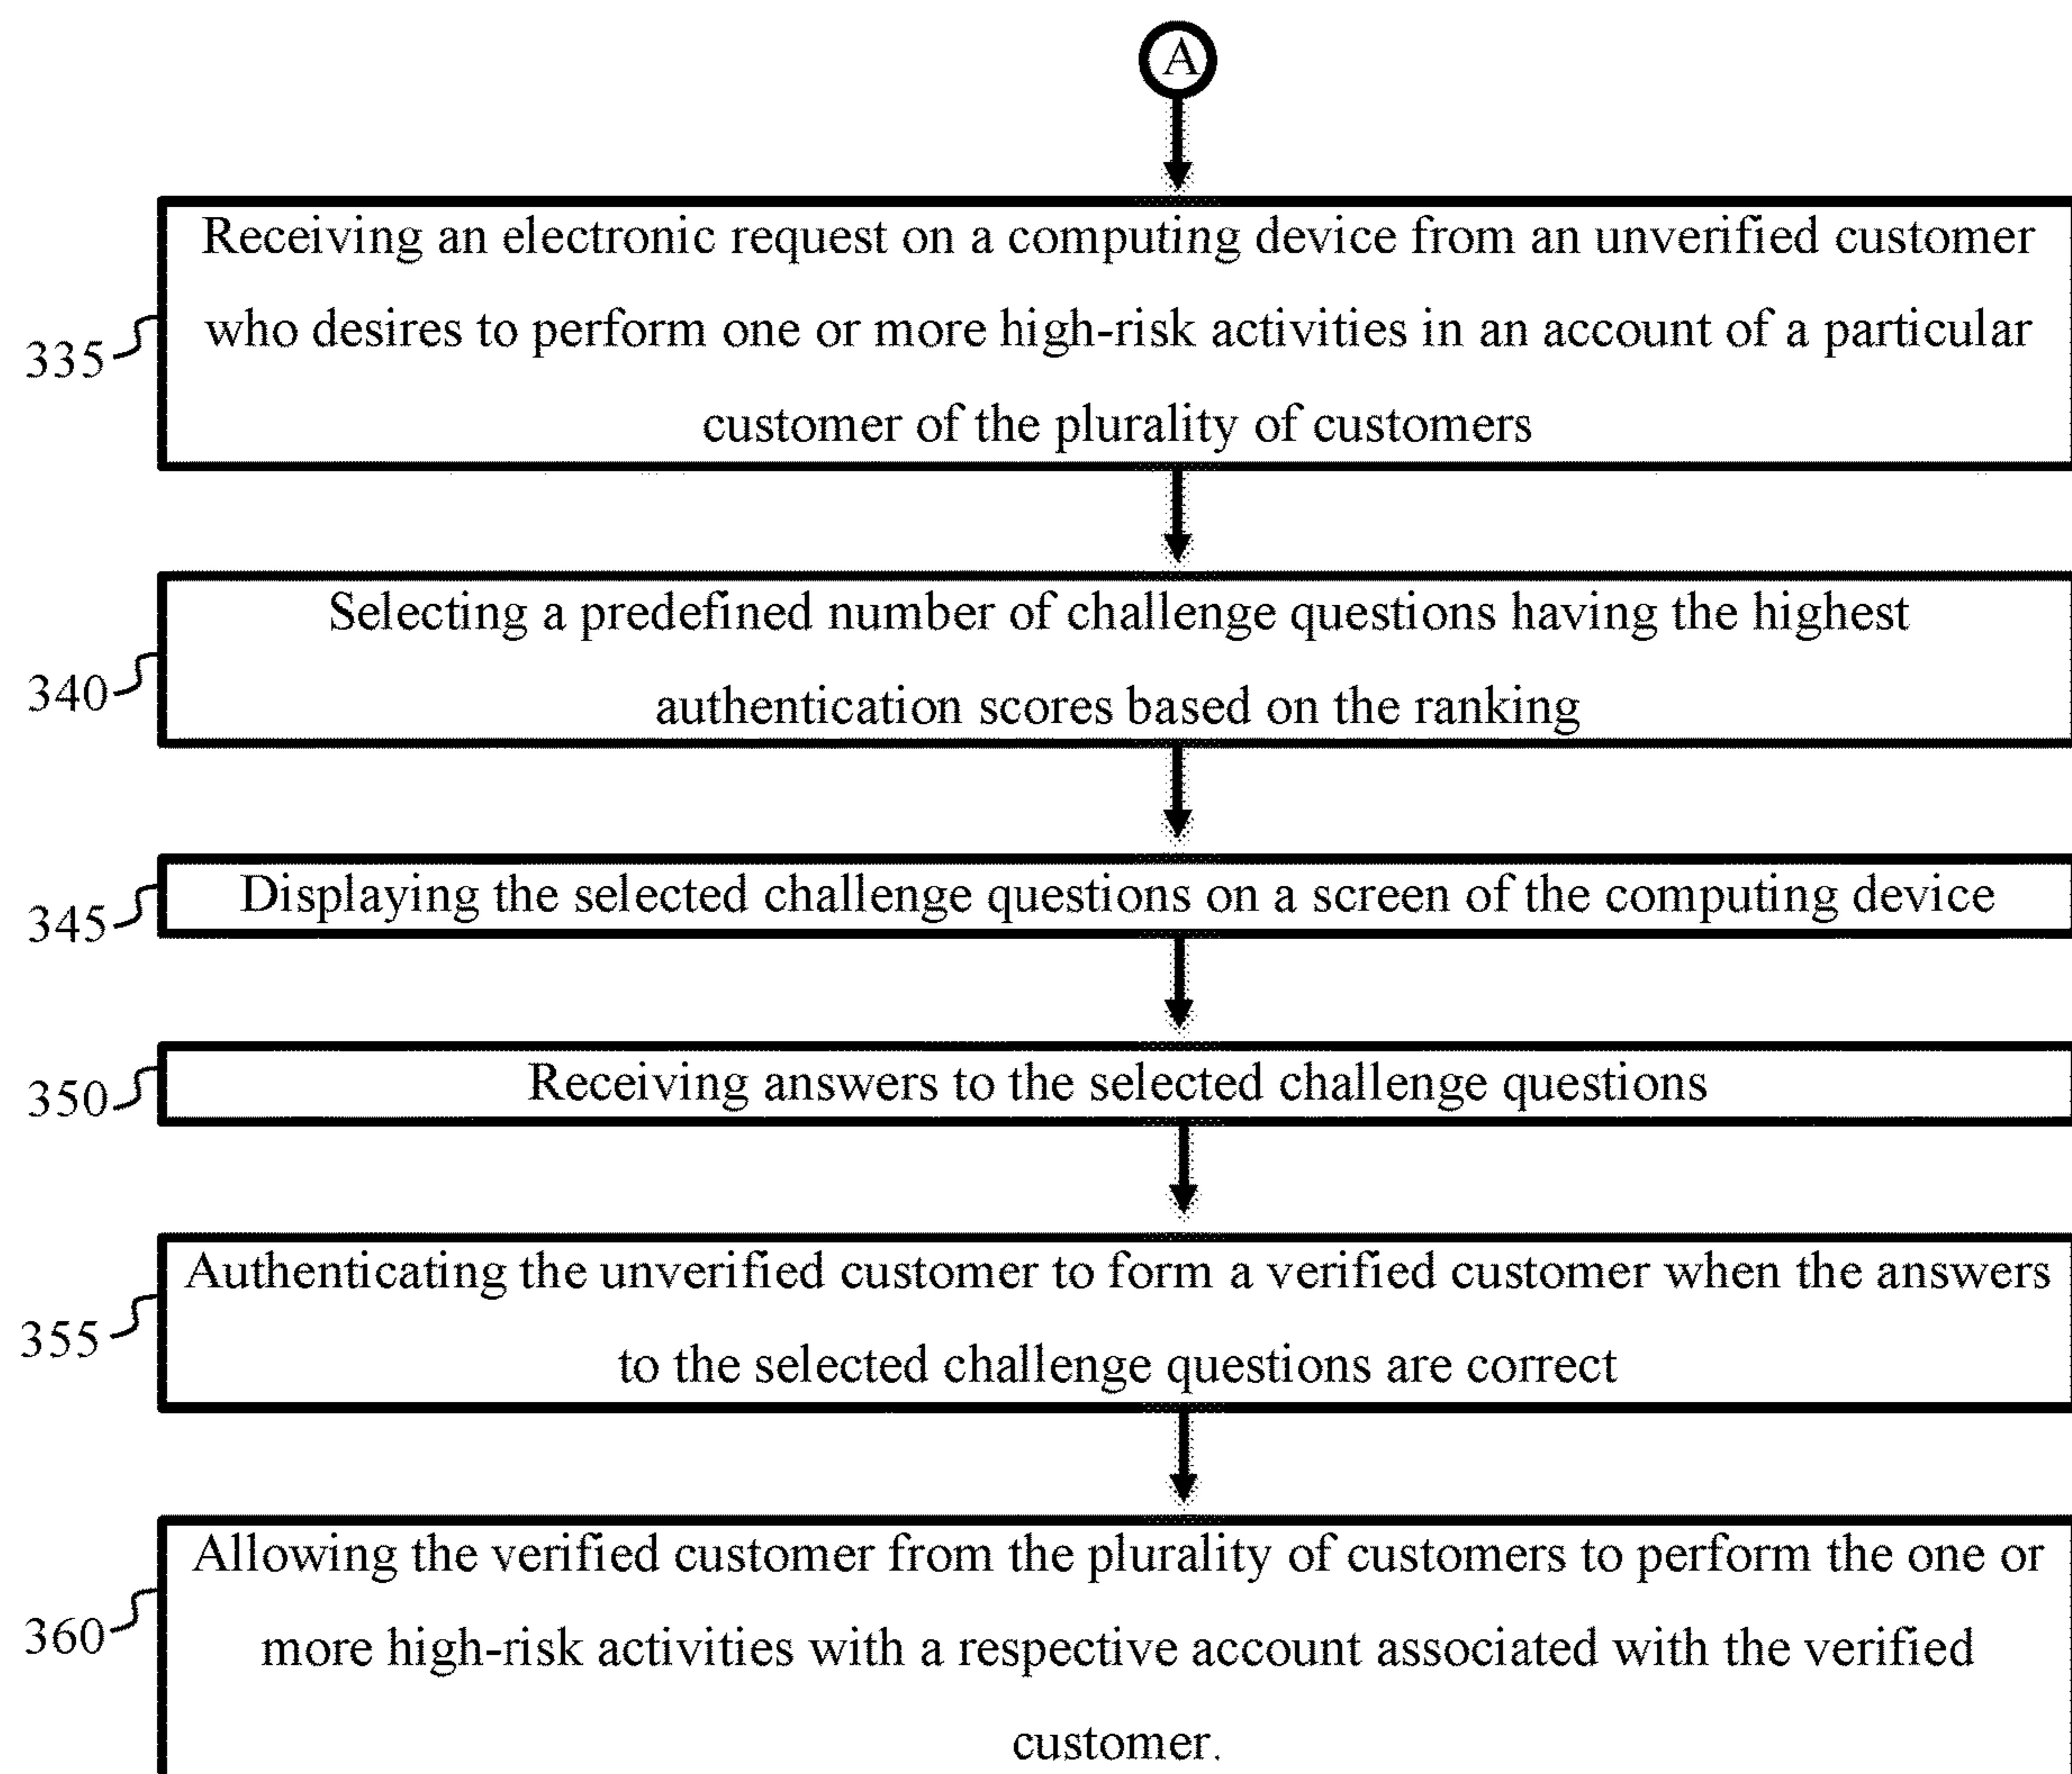 A
Receiving an electronic request on a computing device from an unverified customer
who desires to perform one or more high-risk activities in an account of a particular
335
customer of the plurality of customers
Selecting a predefined number of challenge questions having the highest
340
authentication scores based on the ranking
Displaying the selected challenge questions on a screen of the computing device
345
Receiving answers to the selected challenge questions
350
Authenticating the unverified customer to form a verified customer when the answers
355
to the selected challenge questions are correct
Allowing the verified customer from the plurality of customers to perform the one or
360
more high-risk activities with a respective account associated with the verified
customer.